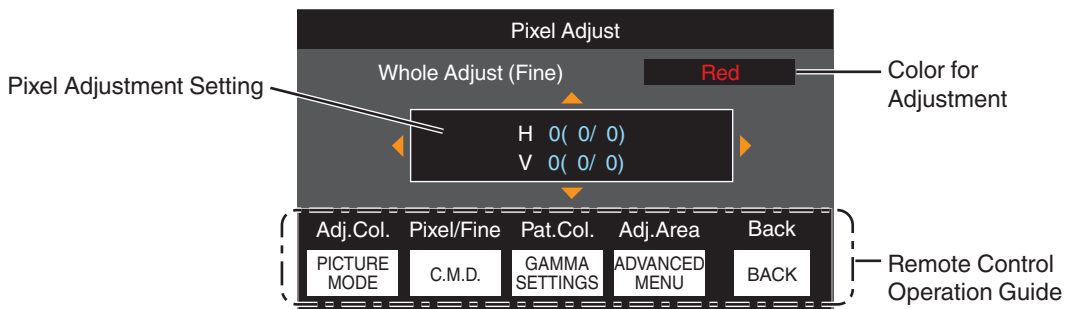 Pixel Adjust
Whole Adjust (Fine) Red
Pixel Adjustment Setting
Color for
Adjustment
H 0( 0/ 0)
V 0( 0/ 0)
Adj.Col. Pixel/Fine Pat.Col. Adj.Area Back
PICTURE
MODE
C.M.D.
GAMMA
SETTINGS
ADVANCED
MENU
BACK
Remote Control
Operation Guide